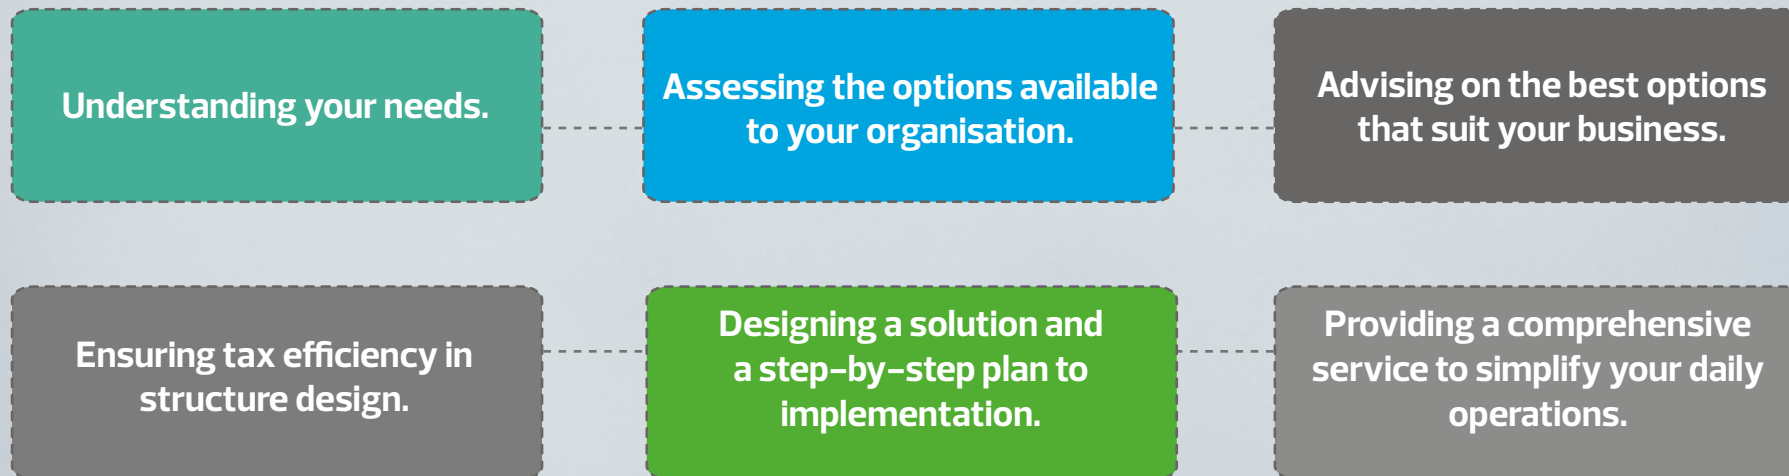 Understanding your needs.
Assessing the options available
to your organisation.
Advising on the best options
that suit your business.
Ensuring tax efficiency in
structure design.
Designing a solution and
a step-by-step plan to
implementation.
Providing a comprehensive
service to simplify your daily
operations.